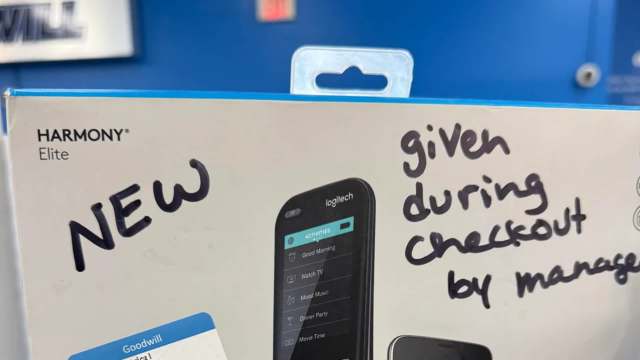 WILL
HARMONY®
Elite
NEW
given
during
checkout
by manage
logitech
ACTIVITIES
Good Morning
Watch TV
Mood Music
Dinner Party
Movie Time
Goodwill